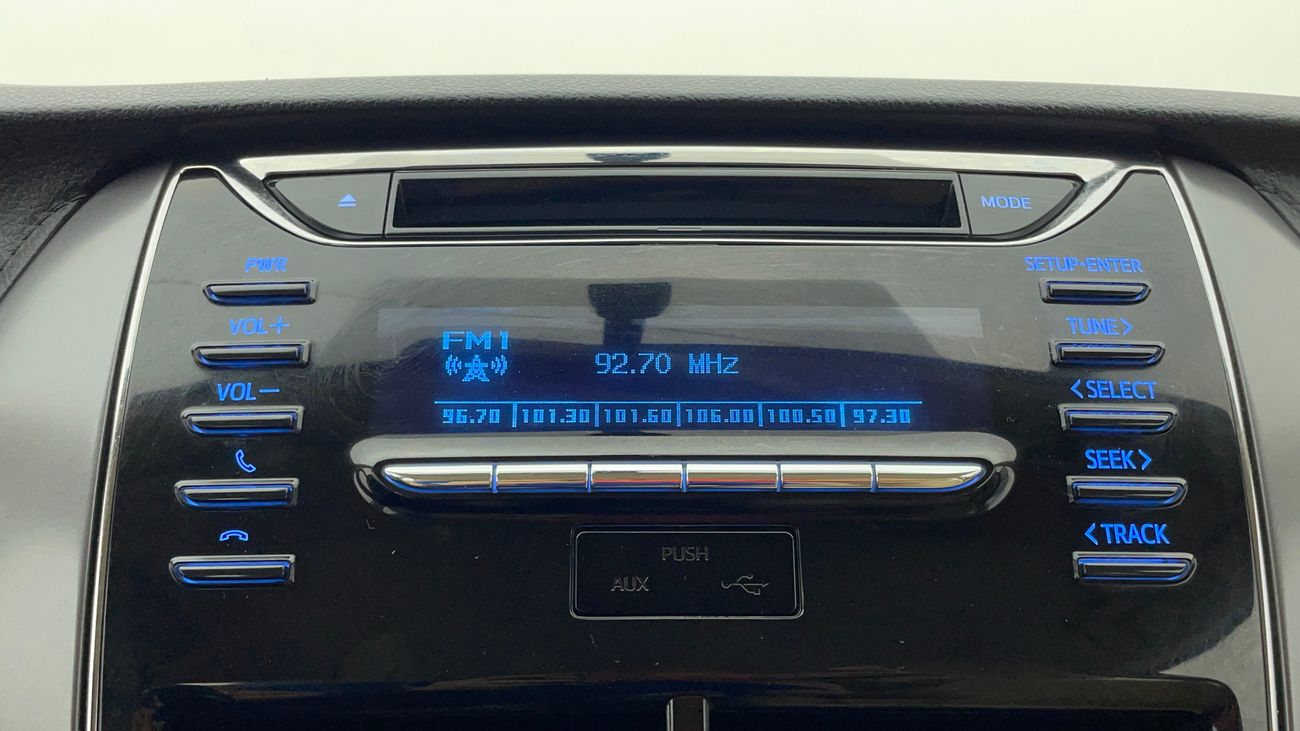 MODE
PWR
SETUP•ENTER
VOL+
TUNE>
FM1
92.70 MHz
VOL−
<SELECT
96.70 |101.30|101.60|106.00|100.50| 97.30
SEEK>
<TRACK
PUSH
AUX